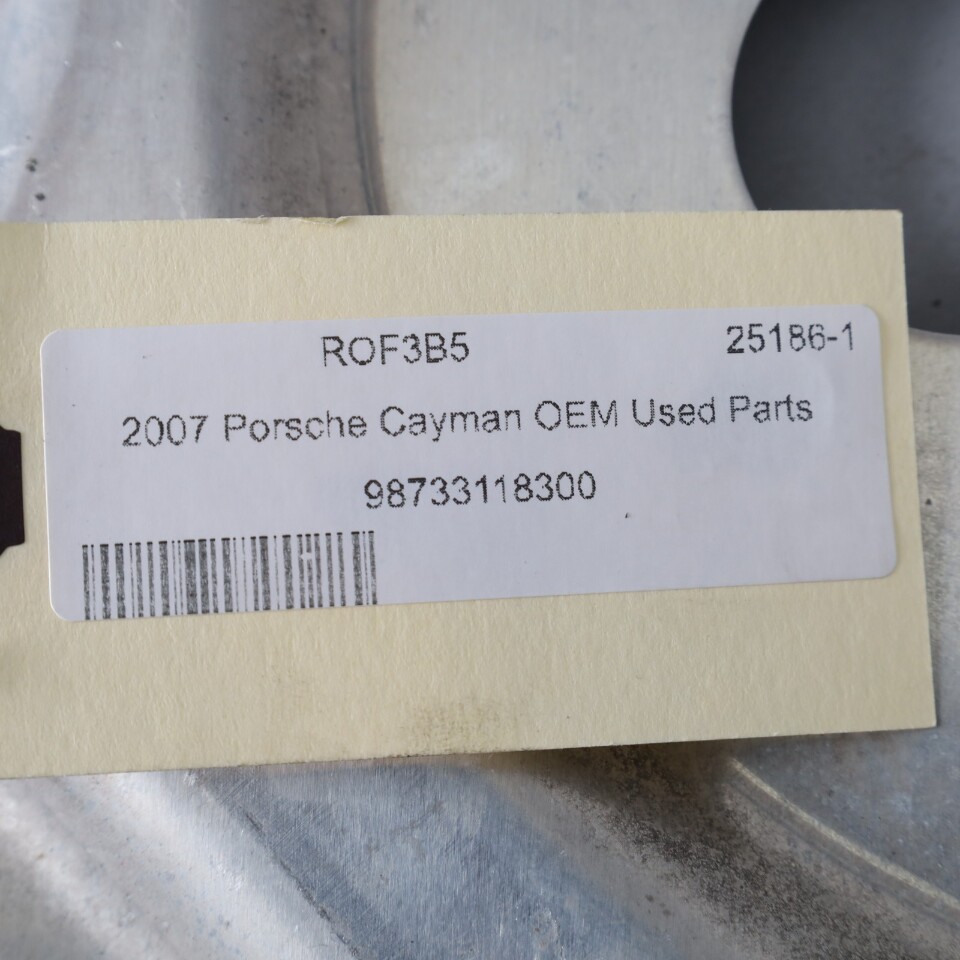 ROF3B5 25186-1
2007 Porsche Cayman OEM Used Parts
98733118300